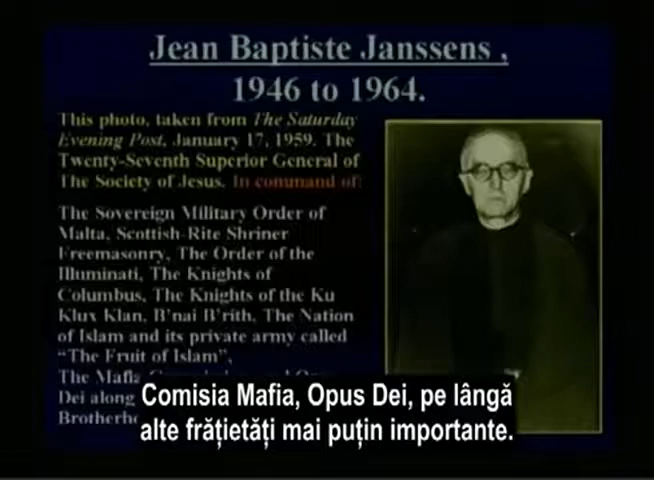 Jean Baptiste Janssens ,
1946 to 1964.
This photo, taken from The Saturday
Evening Post, January 17, 1959. The
Twenty-Seventh Superior General of
The Society of Jesus. In command of:
The Sovereign Military Order of
Malta, Scottish-Rite Shriner
Freemasonry, The Order of the
Illuminati, The Knights of
Columbus, The Knights of the Ku
Klux Klan, B'nai B'rith, The Nation
of Islam and its private army called
"The Fruit of Islam",
The Mafia
Dei along
Comisia Mafia, Opus Dei, pe lângă
alte frăţietăţi mai puţin importante.